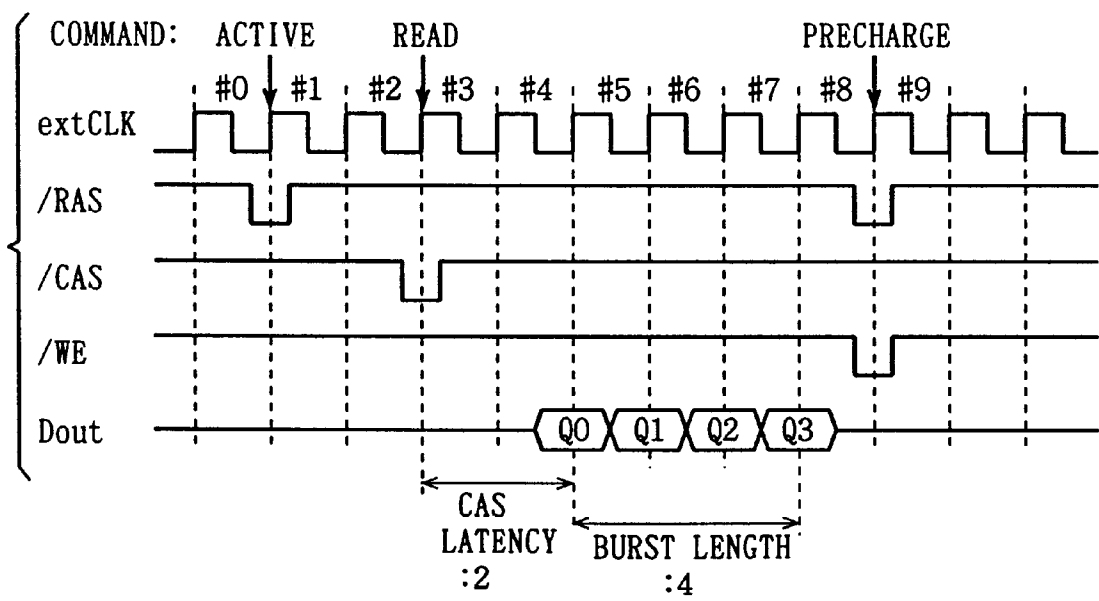 COMMAND: ACTIVE READ PRECHARGE
#0 #1 #2 #3 #4 #5 #6 #7 #8 #9
extCLK
/RAS
/CAS
/WE
Dout Q0 Q1 Q2 Q3
CAS
LATENCY
:2
BURST LENGTH
:4